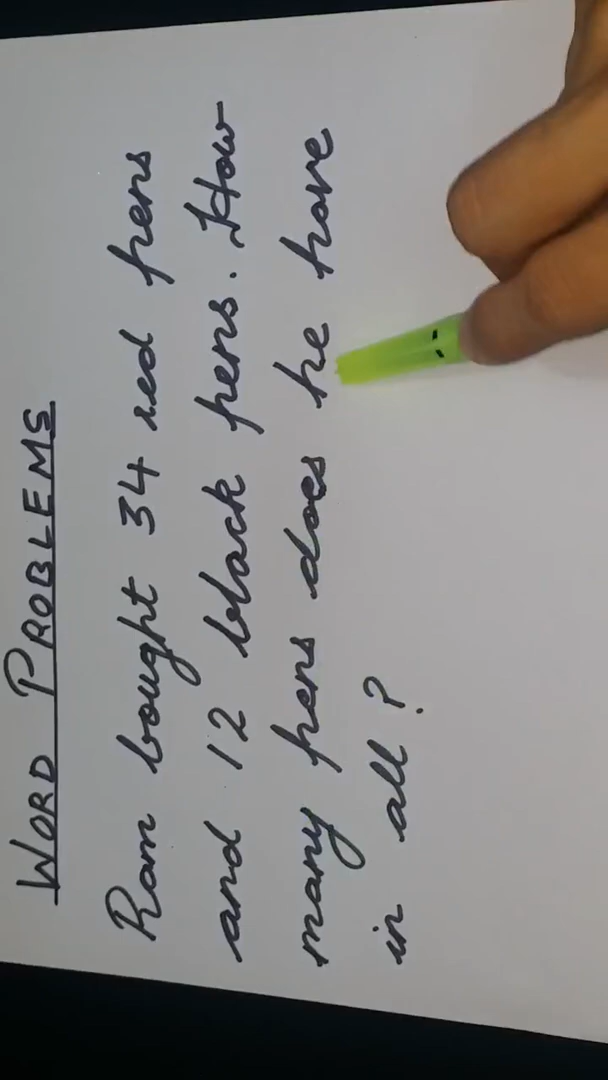 WORD PROBLEMS
Ram bought 34 red pens
and 12 black pens. How
many pens does he have
in all?